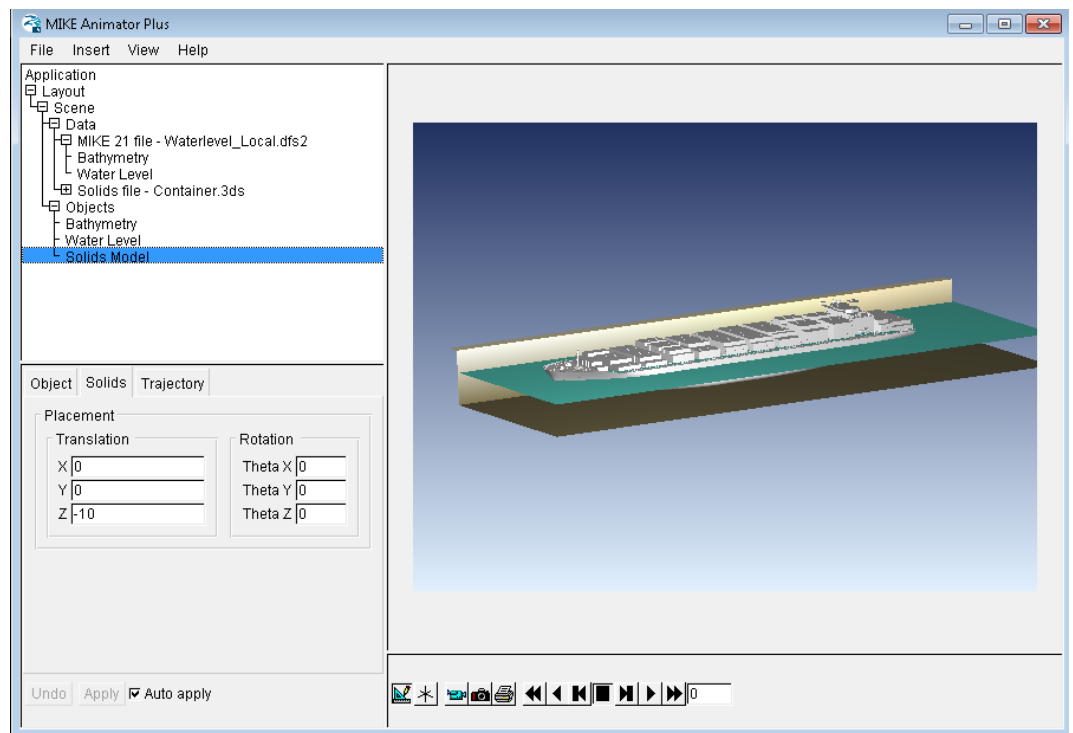 MIKE Animator Plus
File Insert View Help
Application
Layout
Scene
Data
MIKE 21 file - Waterlevel_Local.dfs2
Bathymetry
Water Level
Solids file - Container.3ds
Objects
Bathymetry
Water Level
Solids Model
Object Solids Trajectory
Placement
Translation Rotation
X 0 Theta X 0
Y 0 Theta Y 0
Z -10 Theta Z 0
Undo Apply Auto apply 0